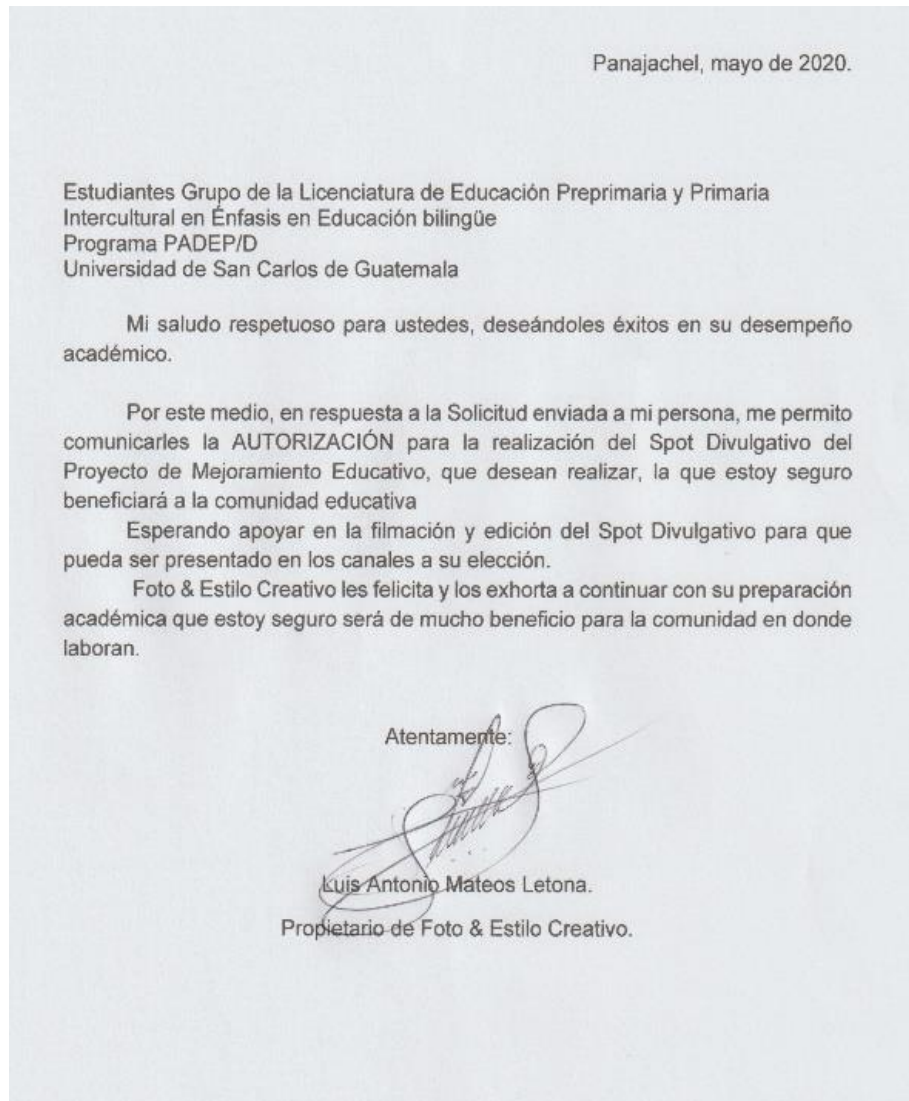 Panajachel, mayo de 2020.
Estudiantes Grupo de la Licenciatura de Educación Preprimaria y Primaria
Intercultural en Énfasis en Educación bilingüe
Programa PADEP/D
Universidad de San Carlos de Guatemala
Mi saludo respetuoso para ustedes, deseándoles éxitos en su desempeño
académico.
Por este medio, en respuesta a la Solicitud enviada a mi persona, me permito
comunicarles la AUTORIZACIÓN para la realización del Spot Divulgativo del
Proyecto de Mejoramiento Educativo, que desean realizar, la que estoy seguro
beneficiará a la comunidad educativa
Esperando apoyar en la filmación y edición del Spot Divulgativo para que
pueda ser presentado en los canales a su elección.
Foto & Estilo Creativo les felicita y los exhorta a continuar con su preparación
académica que estoy seguro será de mucho beneficio para la comunidad en donde
laboran.
Atentamente:
Luis Antonio Mateos Letona.
Propietario de Foto & Estilo Creativo.